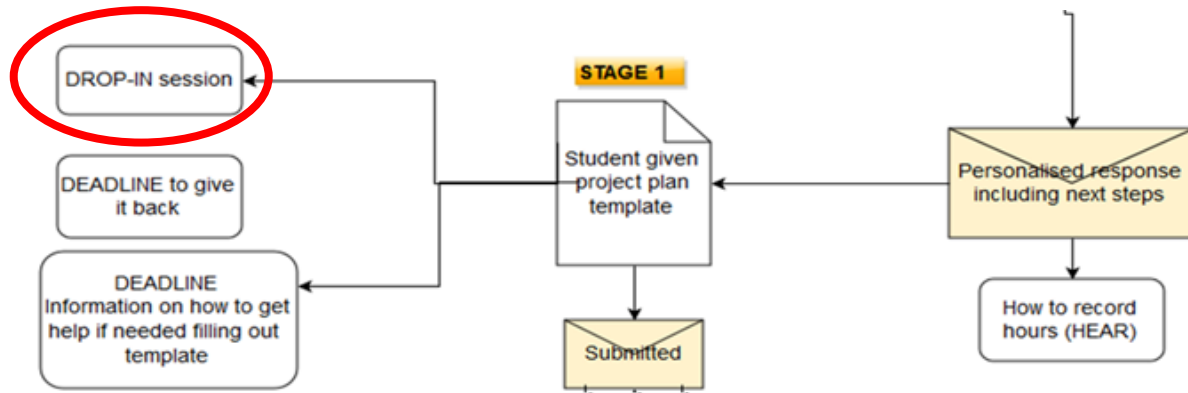 DROP-IN session
STAGE 1
Student given
project plan
template
Personalised response
including next steps
DEADLINE to give
it back
DEADLINE
Information on how to get
help if needed filling out
template
Submitted
How to record
hours (HEAR)